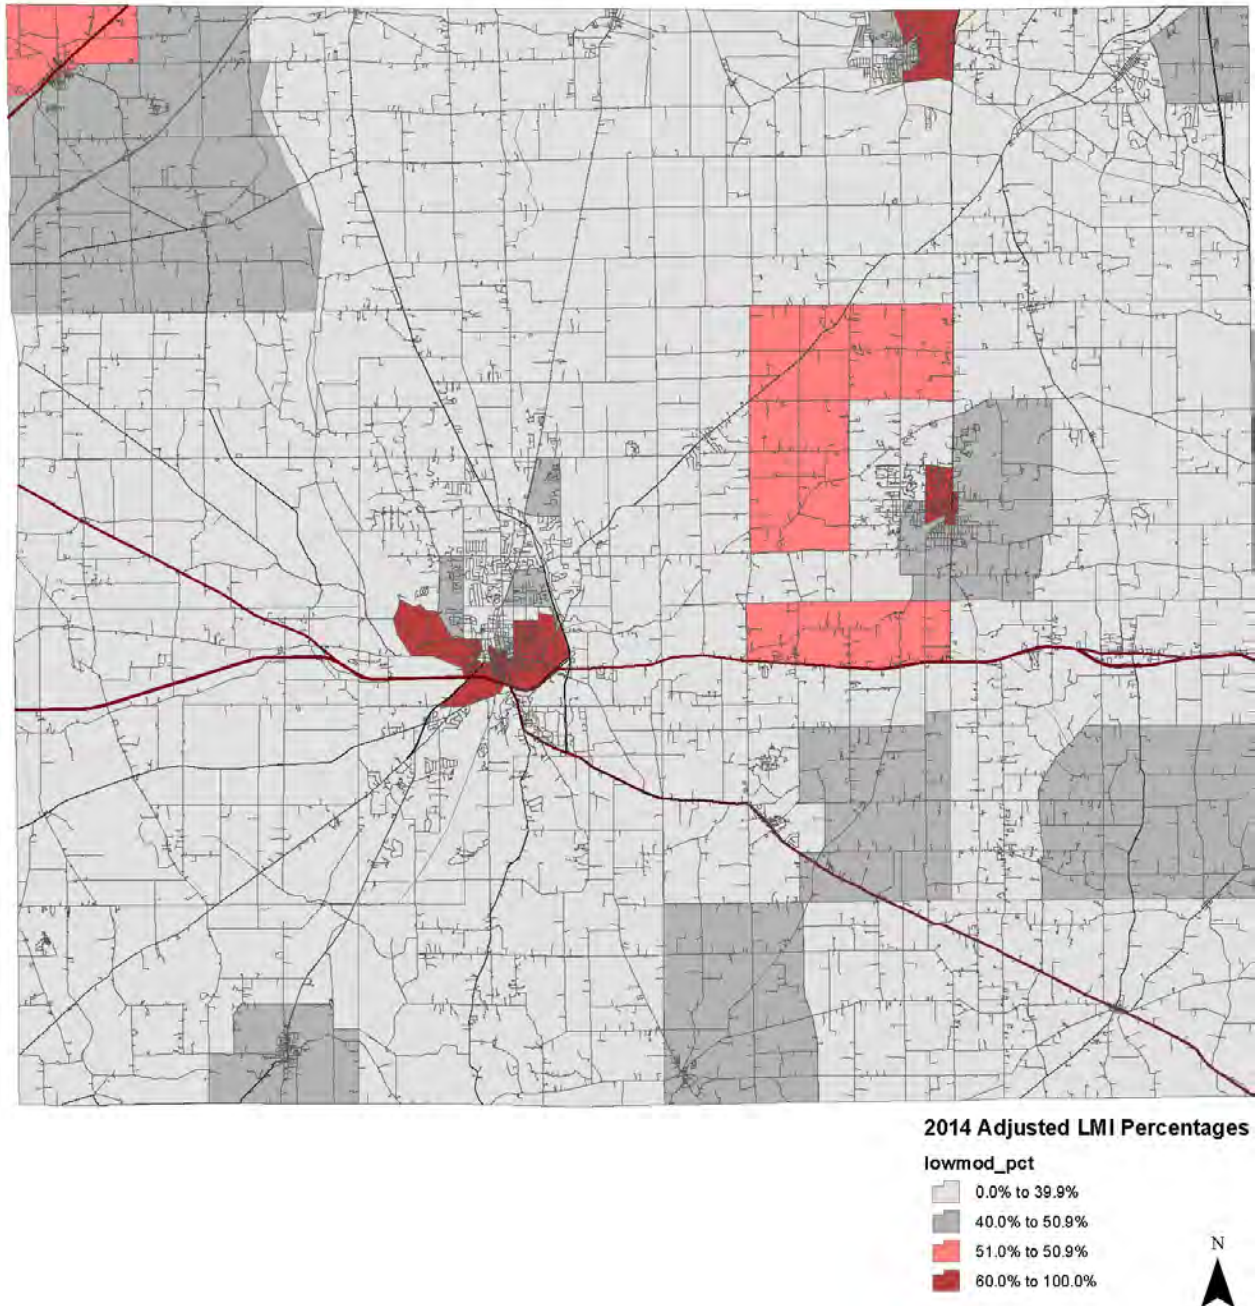 2014 Adjusted LMI Percentages
lowmod_pct
0.0% to 39.9%
40.0% to 50.9%
51.0% to 50.9%
60.0% to 100.0%
N